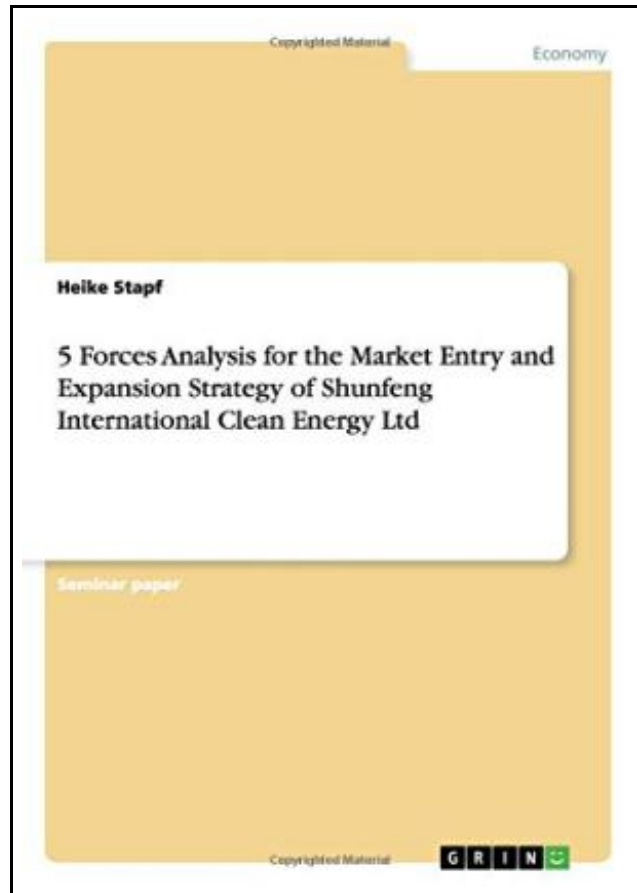 Copyrighted Material
Economy
Heike Stapf
5 Forces Analysis for the Market Entry and
Expansion Strategy of Shunfeng
International Clean Energy Ltd
Seminar paper
Copyrighted Material
GRIN